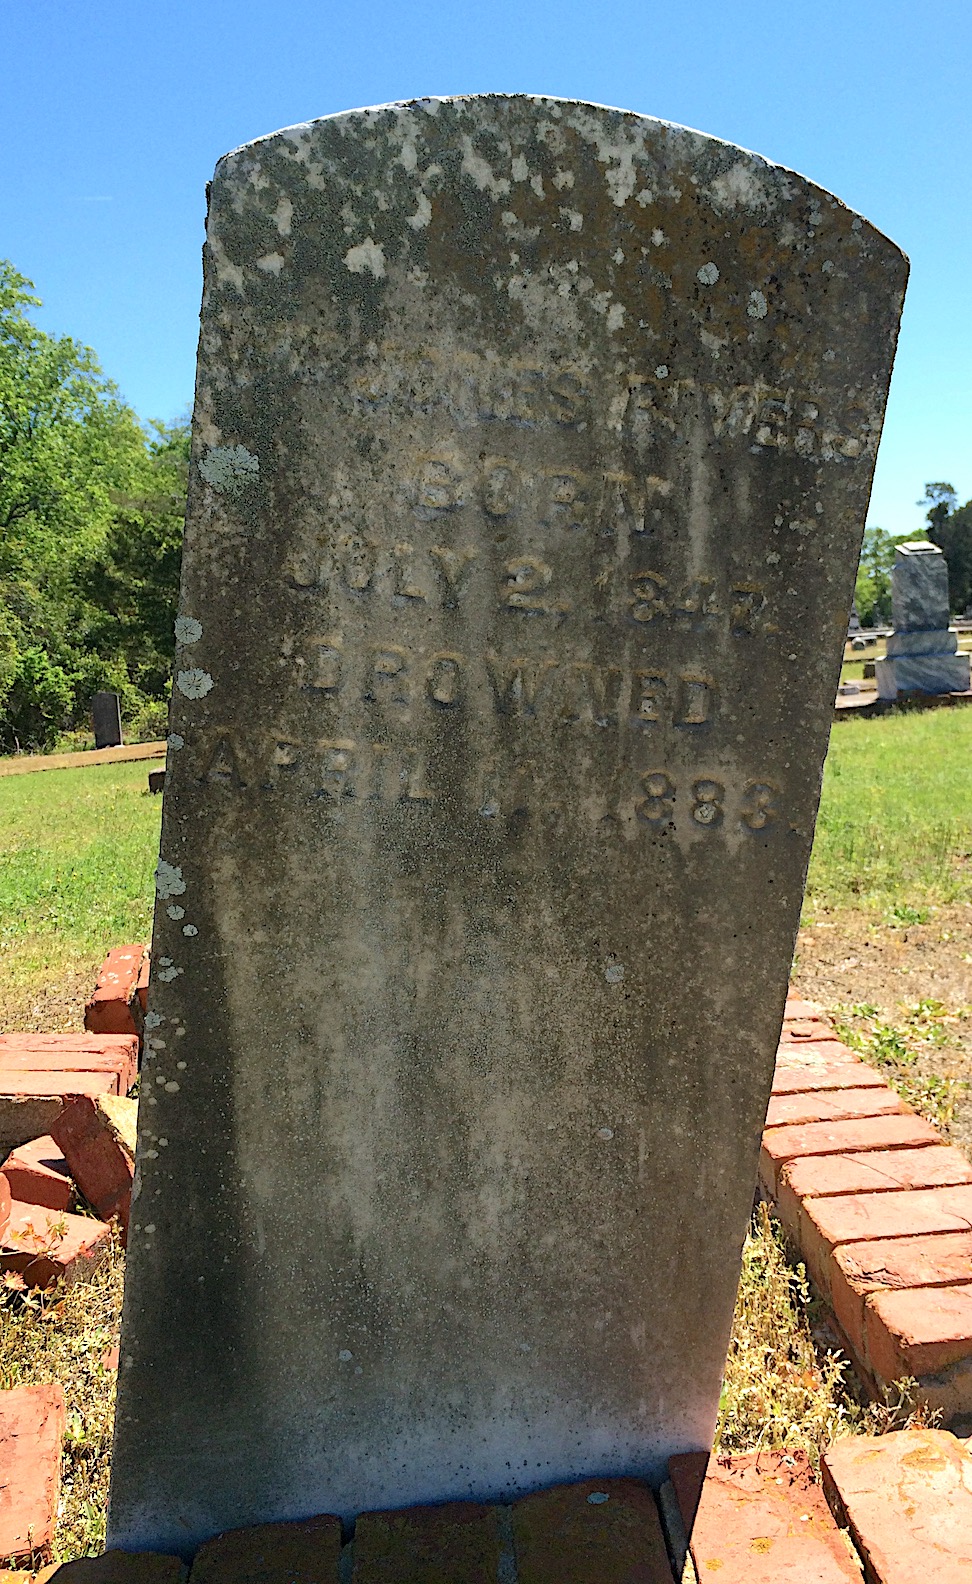 RIVERS
BORN
JULY 2, 1847.
DROWNED
APRIL 1883.